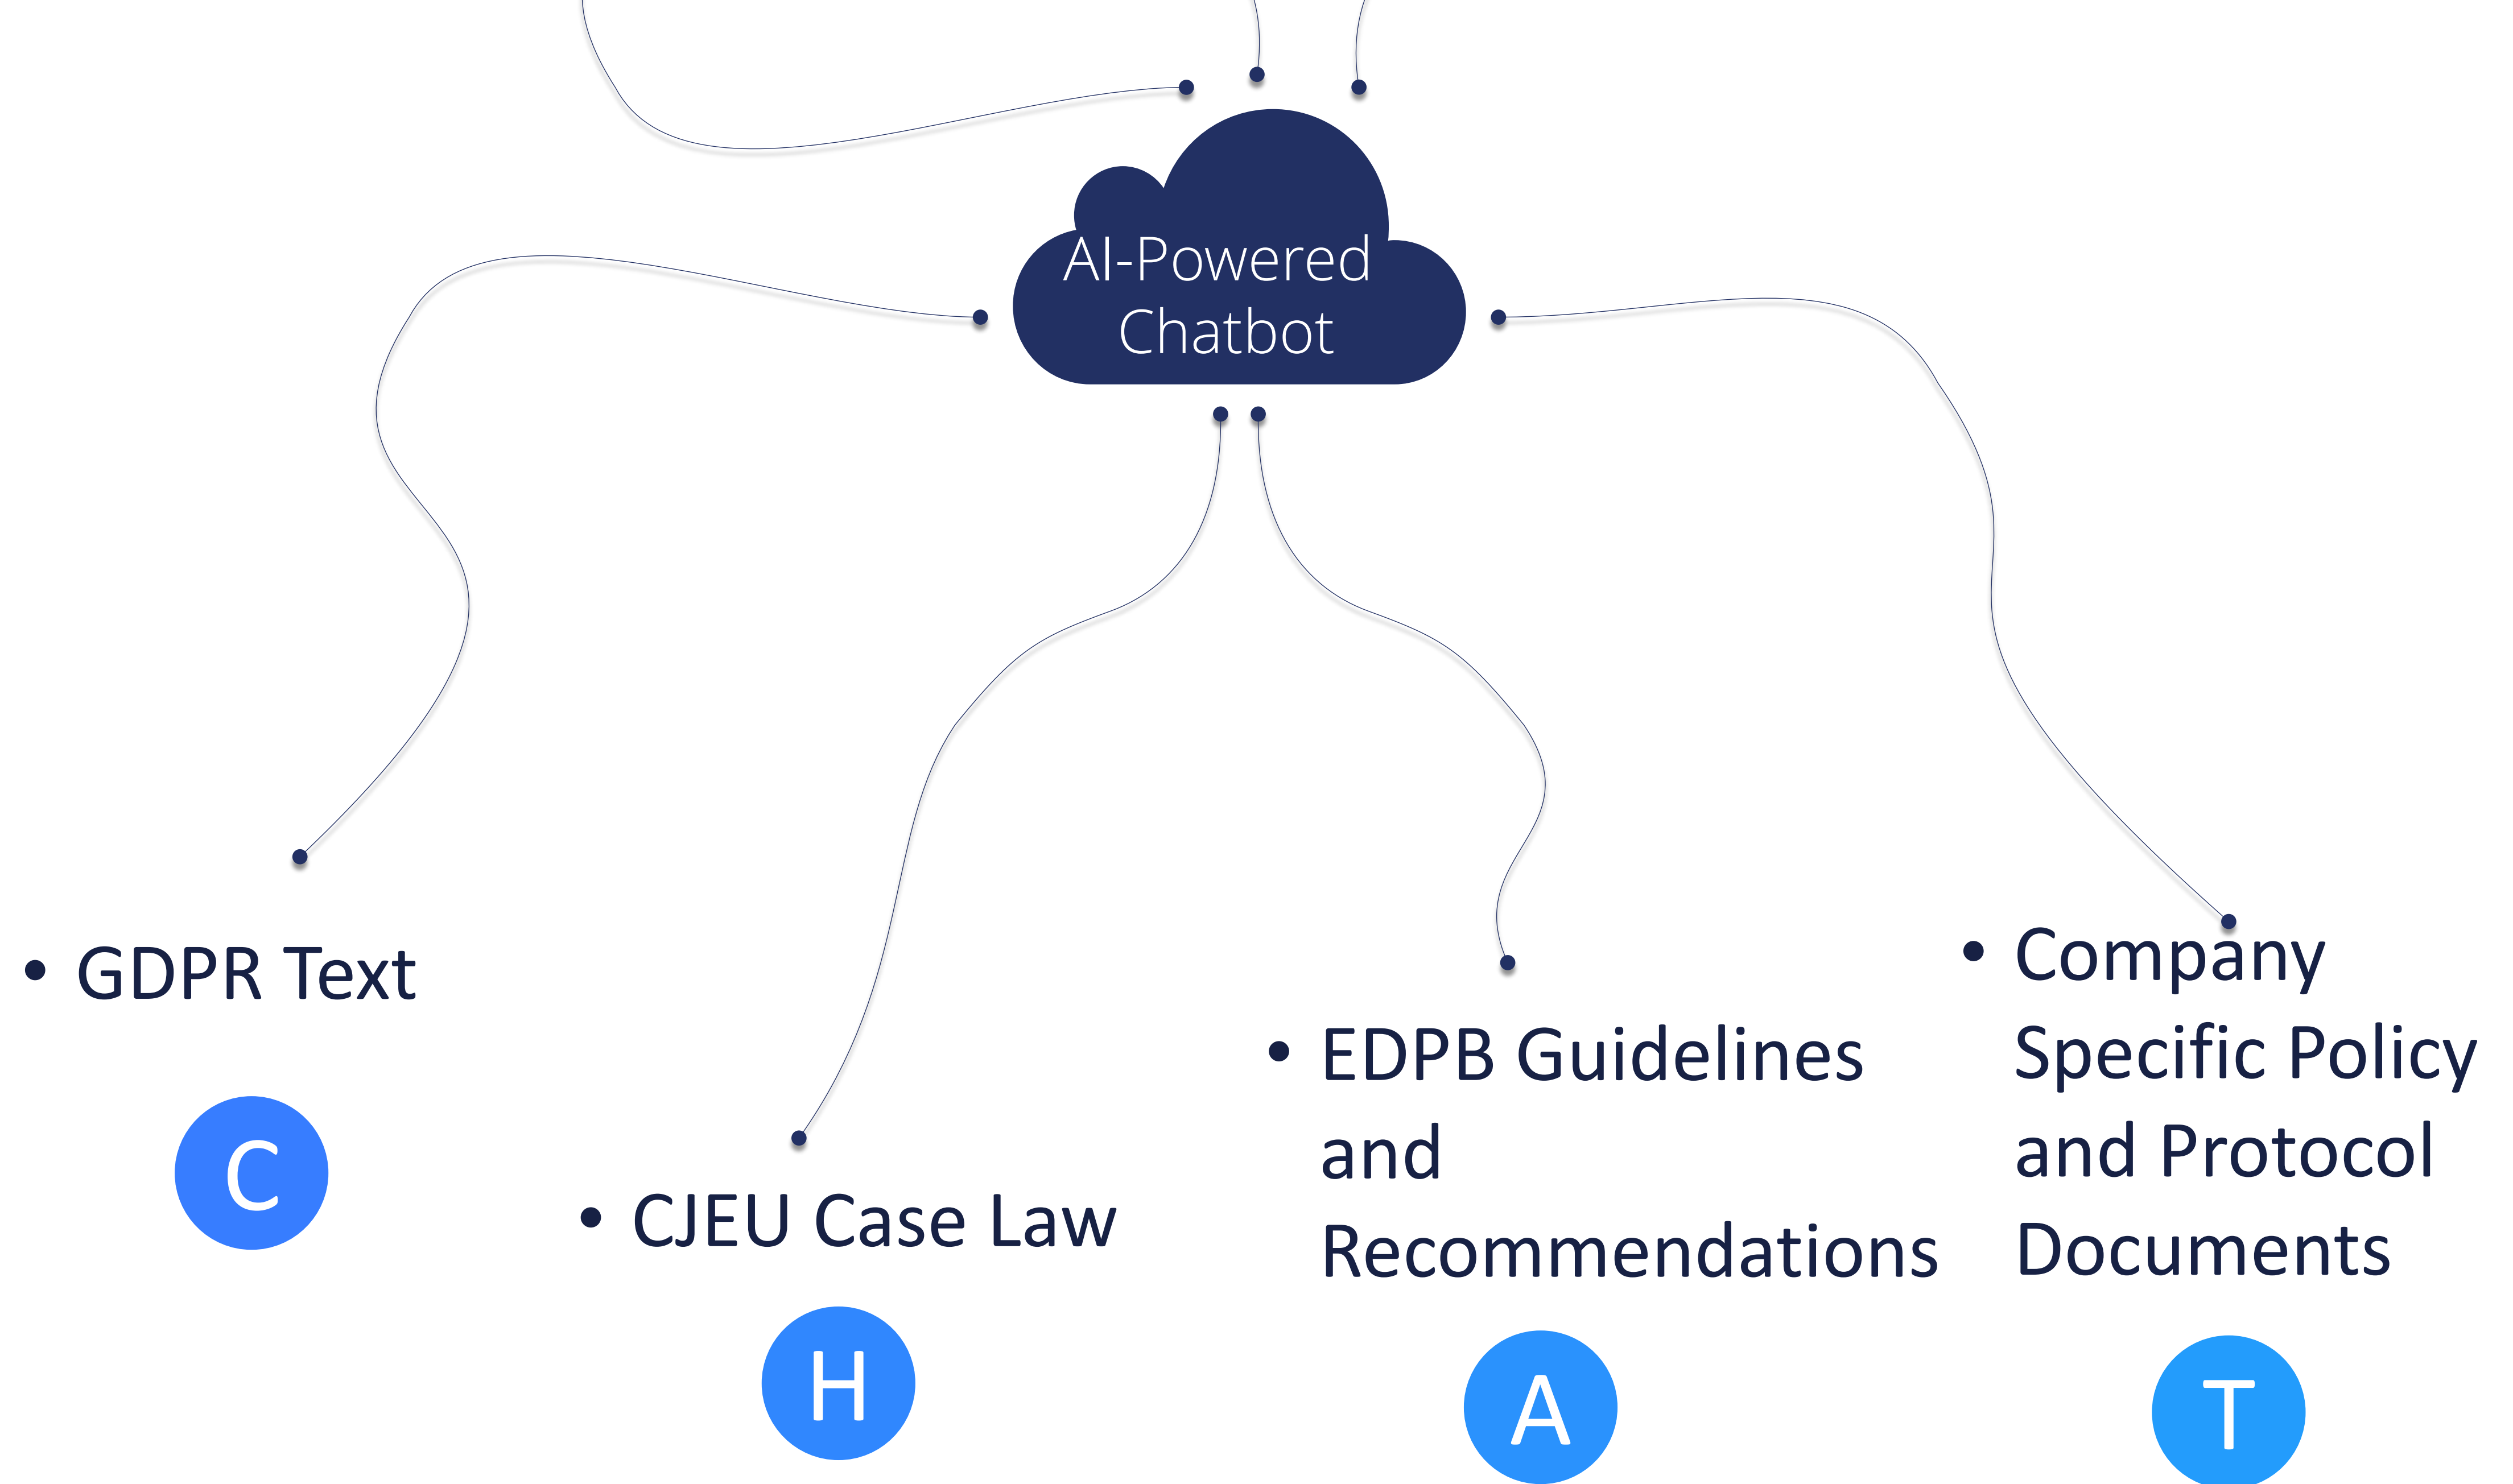 AI-Powered
Chatbot
• GDPR Text
C
• CJEU Case Law
H
• EDPB Guidelines
and
Recommendations
A
• Company
Specific Policy
and Protocol
Documents
T